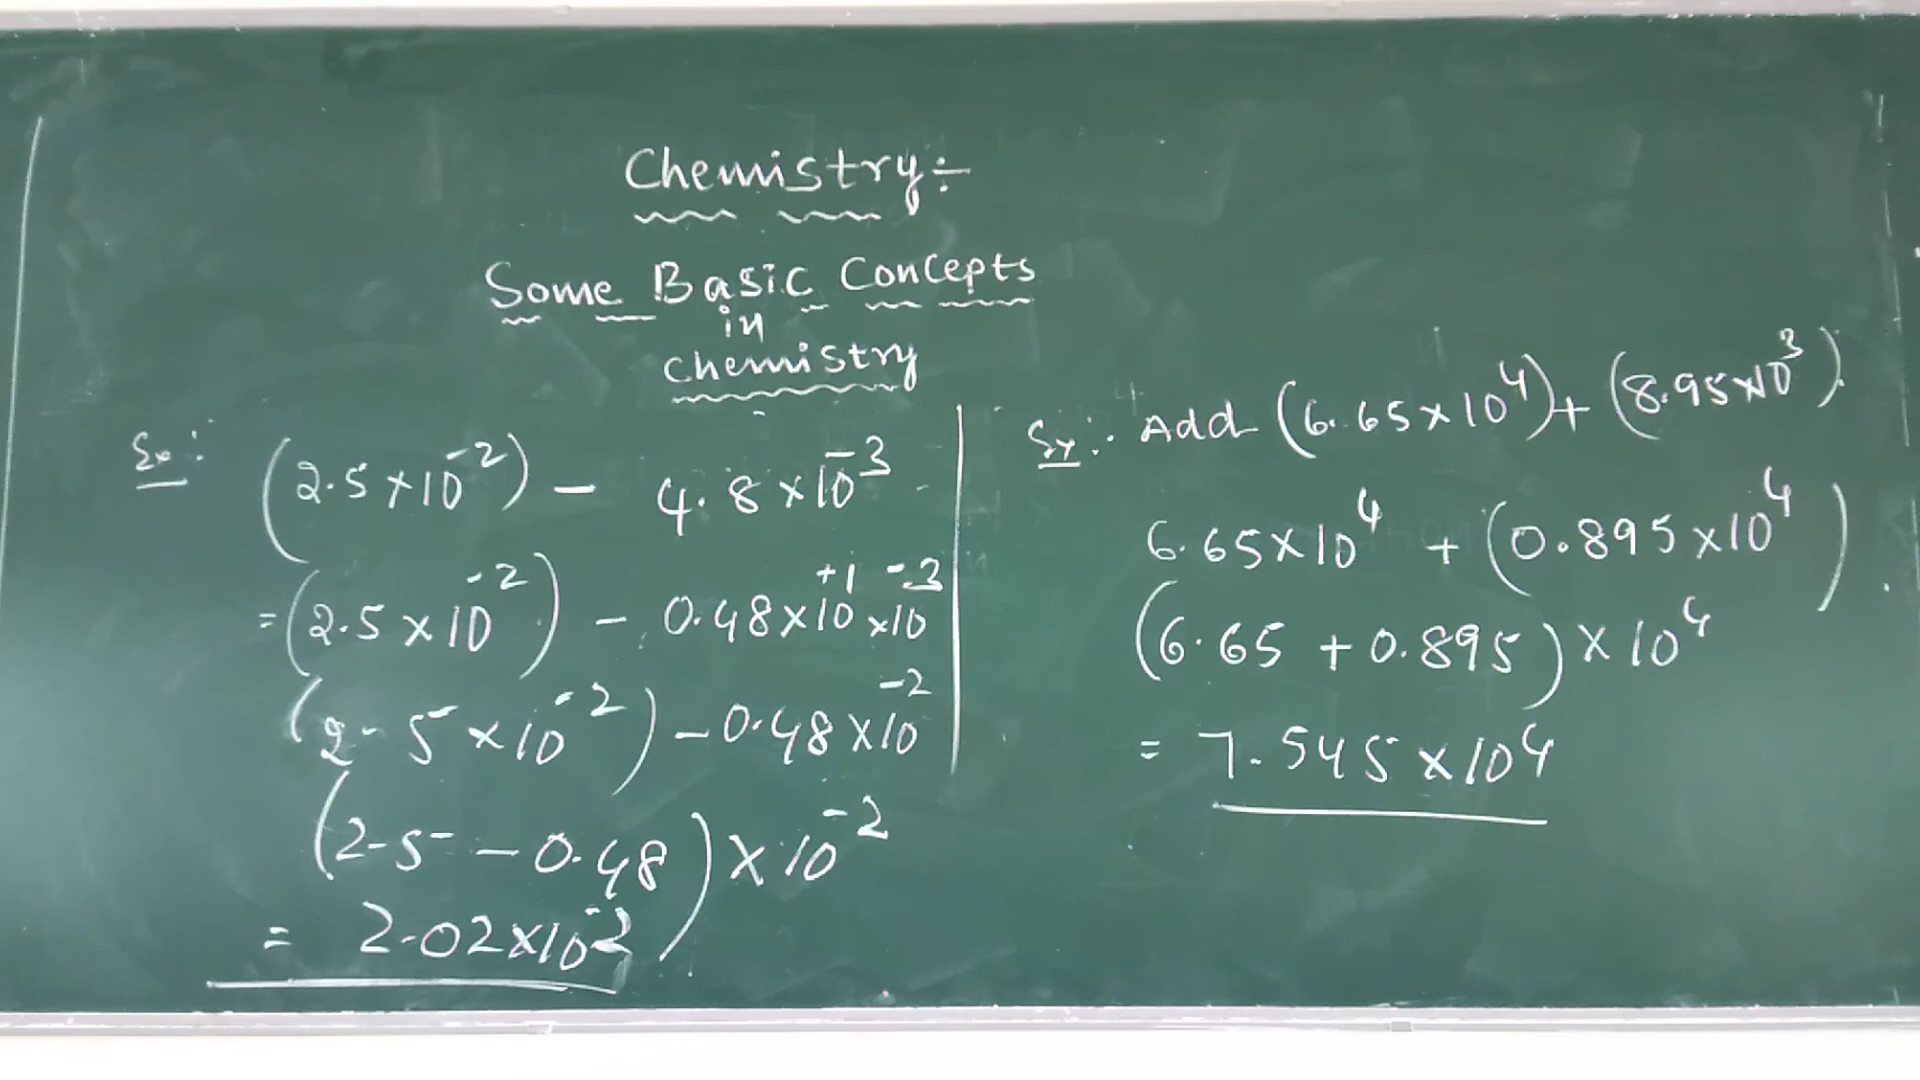 Chemistry:-
Some Basic Concepts
in
chemistry
Ex:
(2.5×10⁻²) - 4.8×10⁻³
=(2.5×10⁻²) - 0.48×10⁺¹×10⁻³
(2.5×10⁻²) - 0.48×10⁻²
(2.5 - 0.48)×10⁻²
= 2.02×10⁻²
Ex:. Add (6.65×10⁴)+(8.95×10³).
6.65×10⁴ + (0.895×10⁴).
(6.65+0.895)×10⁴
= 7.545×10⁴